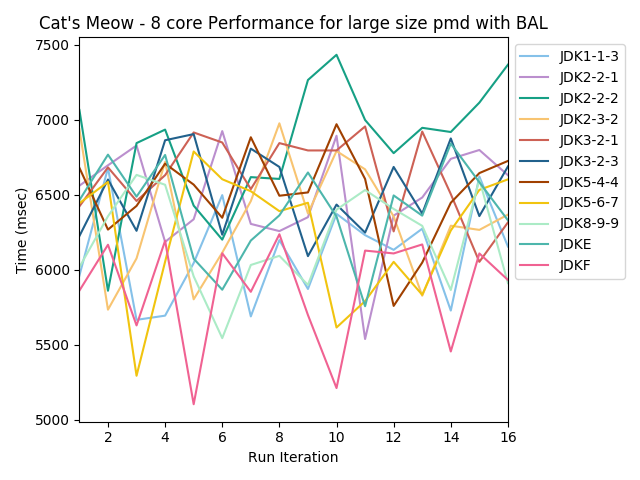 Cat's Meow - 8 core Performance for large size pmd with BAL
Time (msec)
7500
7000
6500
6000
5500
5000
2 4 6 8 10 12 14 16
Run Iteration
JDK1-1-3
JDK2-2-1
JDK2-2-2
JDK2-3-2
JDK3-2-1
JDK3-2-3
JDK5-4-4
JDK5-6-7
JDK8-9-9
JDKE
JDKF